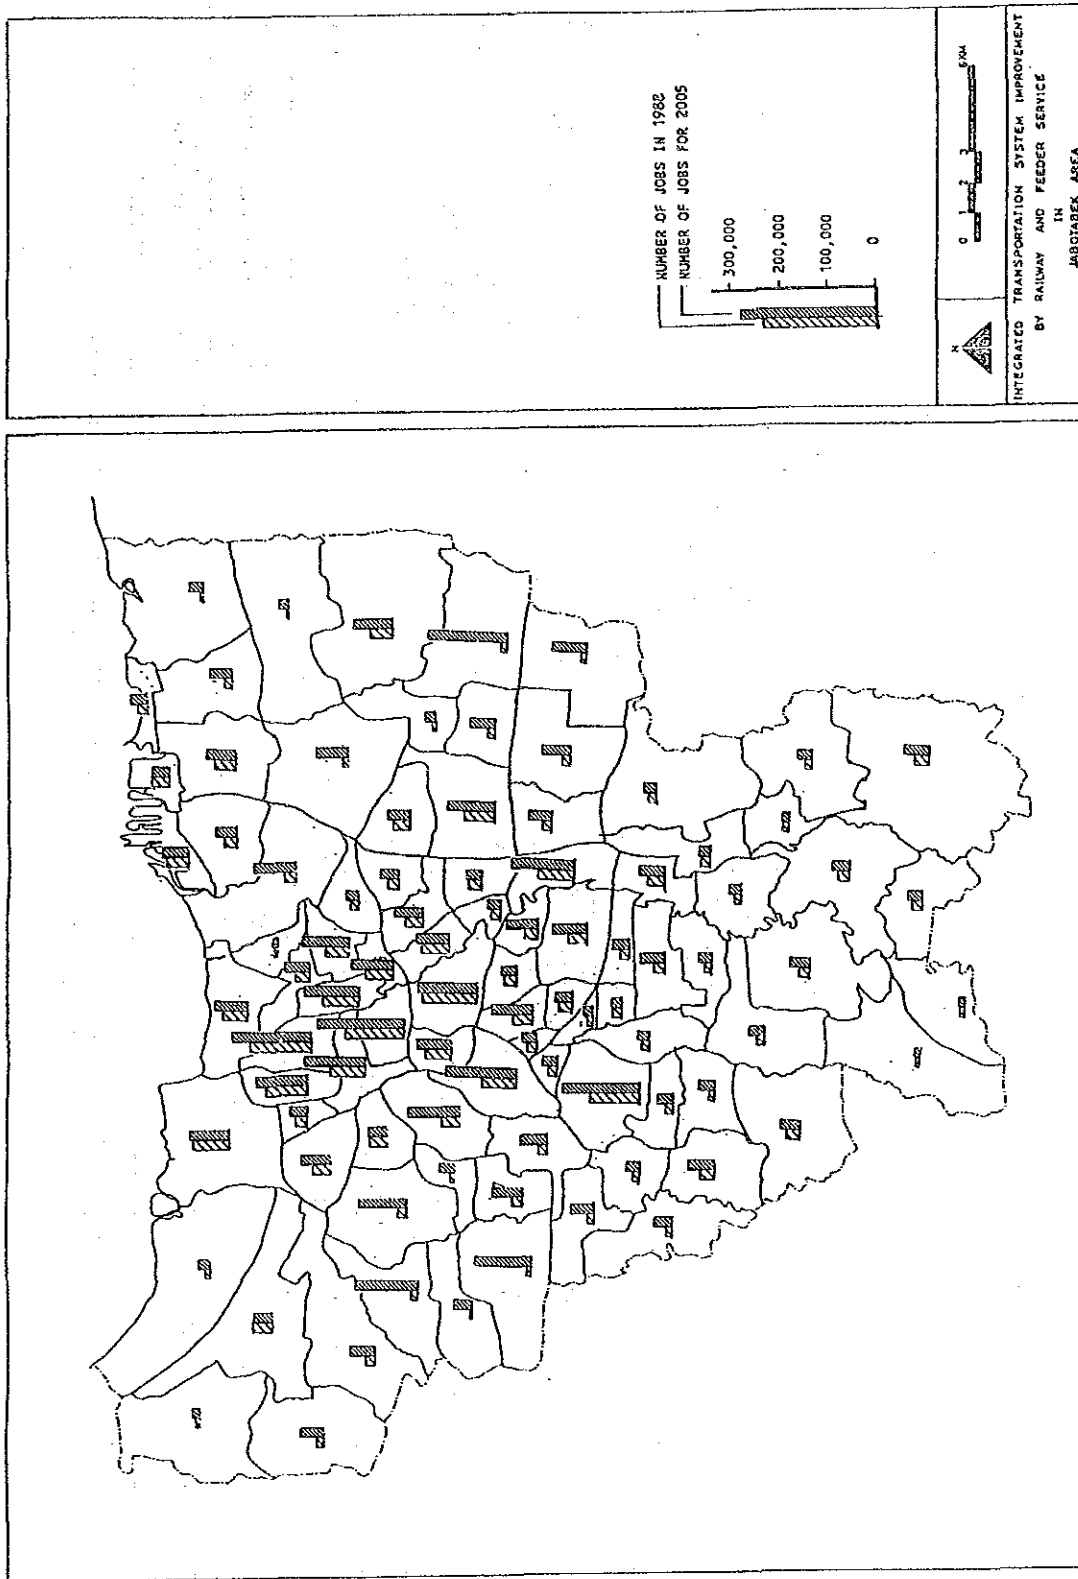 NUMBER OF JOBS IN 1988
NUMBER OF JOBS FOR 2005
300,000
200,000
100,000
0
N
0 1 2 3 6KM
INTEGRATED TRANSPORTATION SYSTEM IMPROVEMENT
BY RAILWAY AND FEEDER SERVICE
IN
JABOTABEK AREA